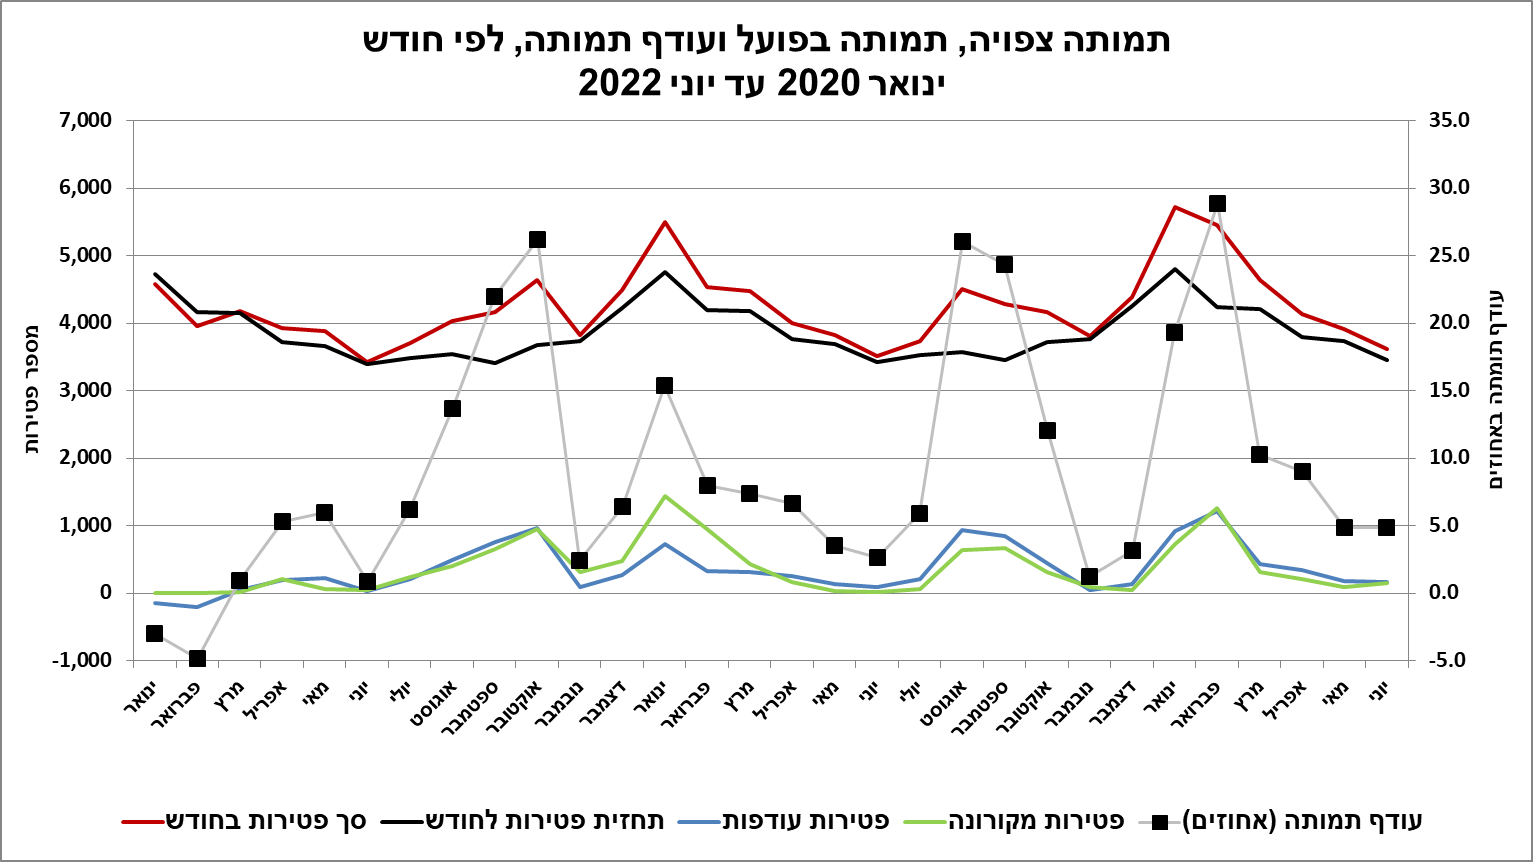 תמותה צפויה, תמותה בפועל ועודף תמותה, לפי חודש
ינואר 2020 עד יוני 2022
מספר פטירות
7,000
6,000
5,000
4,000
3,000
2,000
1,000
0
-1,000
עודף תומתה באחוזים
35.0
30.0
25.0
20.0
15.0
10.0
5.0
0.0
-5.0
ינואר
פברואר
מרץ
אפריל
מאי
יוני
יולי
אוגוסט
ספטמבר
אוקטובר
נובמבר
דצמבר
ינואר
פברואר
מרץ
אפריל
מאי
יוני
יולי
אוגוסט
ספטמבר
אוקטובר
נובמבר
דצמבר
ינואר
פברואר
מרץ
אפריל
מאי
יוני
סך פטירות בחודש
תחזית פטירות לחודש
פטירות עודפות
פטירות מקורונה
עודף תמותה (אחוזים)